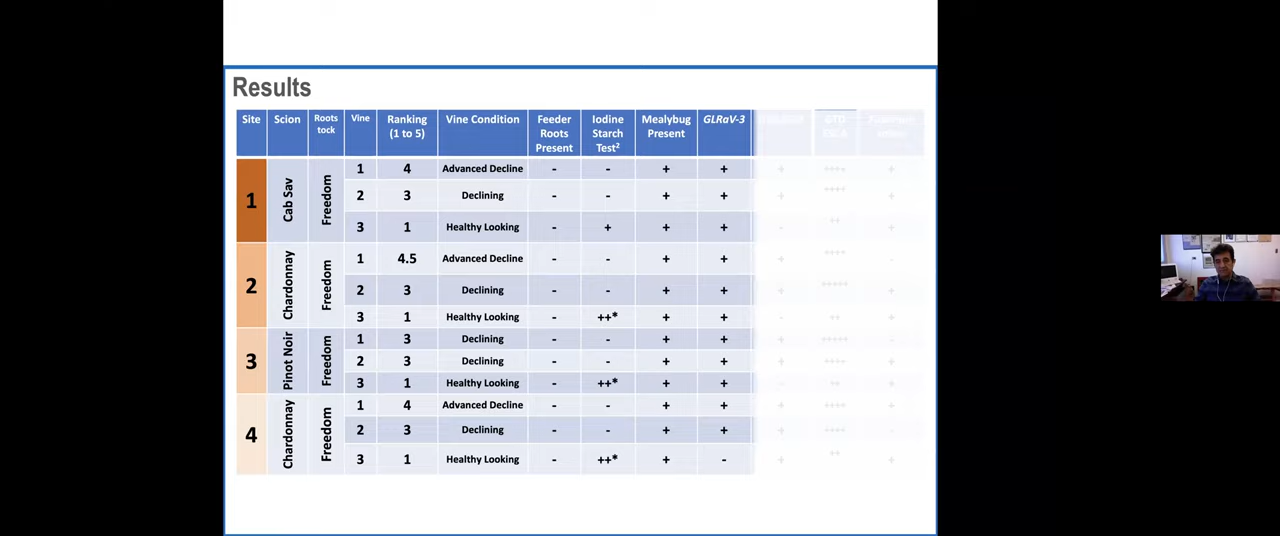 Results
Site Scion Roots tock Vine Ranking (1 to 5) Vine Condition Feeder Roots Present Iodine Starch Test2 Mealybug Present GLRaV-3 GTD ESCA
1 Cab Sav Freedom 1 4 Advanced Decline - - + + + ++++ +
2 3 Declining - - + + + ++++ +
3 1 Healthy Looking - + + + - ++ +
2 Chardonnay Freedom 1 4.5 Advanced Decline - - + + + ++++ -
2 3 Declining - - + + + +++++ +
3 1 Healthy Looking - ++* + + - ++ +
3 Pinot Noir Freedom 1 3 Declining - - + + + +++++ -
2 3 Declining - - + + + ++++ +
3 1 Healthy Looking - ++* + + - ++ +
4 Chardonnay Freedom 1 4 Advanced Decline - - + + + ++++ +
2 3 Declining - - + + + ++++ -
3 1 Healthy Looking - ++* + - + ++ +